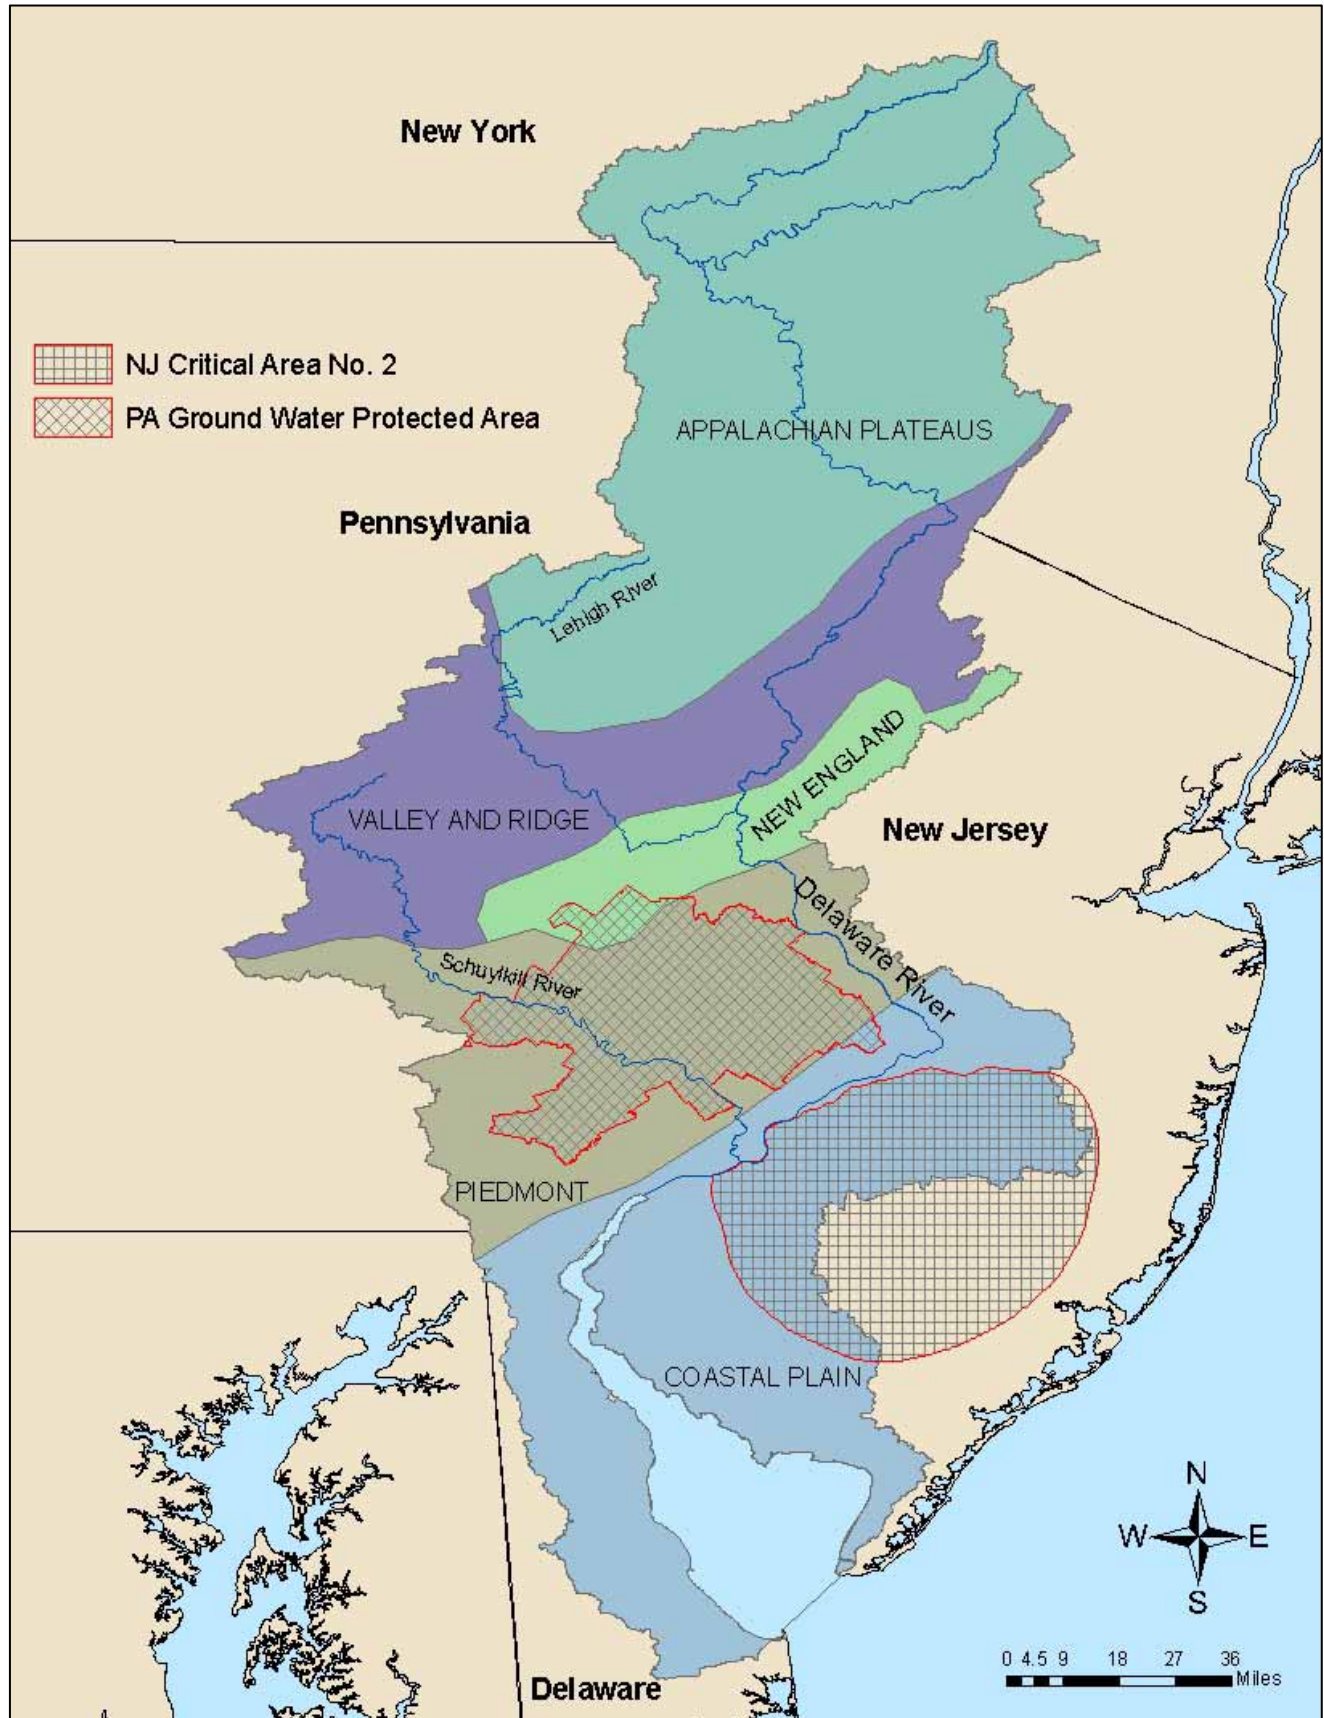 New York
NJ Critical Area No. 2
PA Ground Water Protected Area
APPALACHIAN PLATEAUS
Pennsylvania
Lehigh River
NEW ENGLAND
VALLEY AND RIDGE
New Jersey
Delaware River
Schuylkill River
PIEDMONT
COASTAL PLAIN
N
W E
S
0 4.5 9 18 27 36
Miles
Delaware